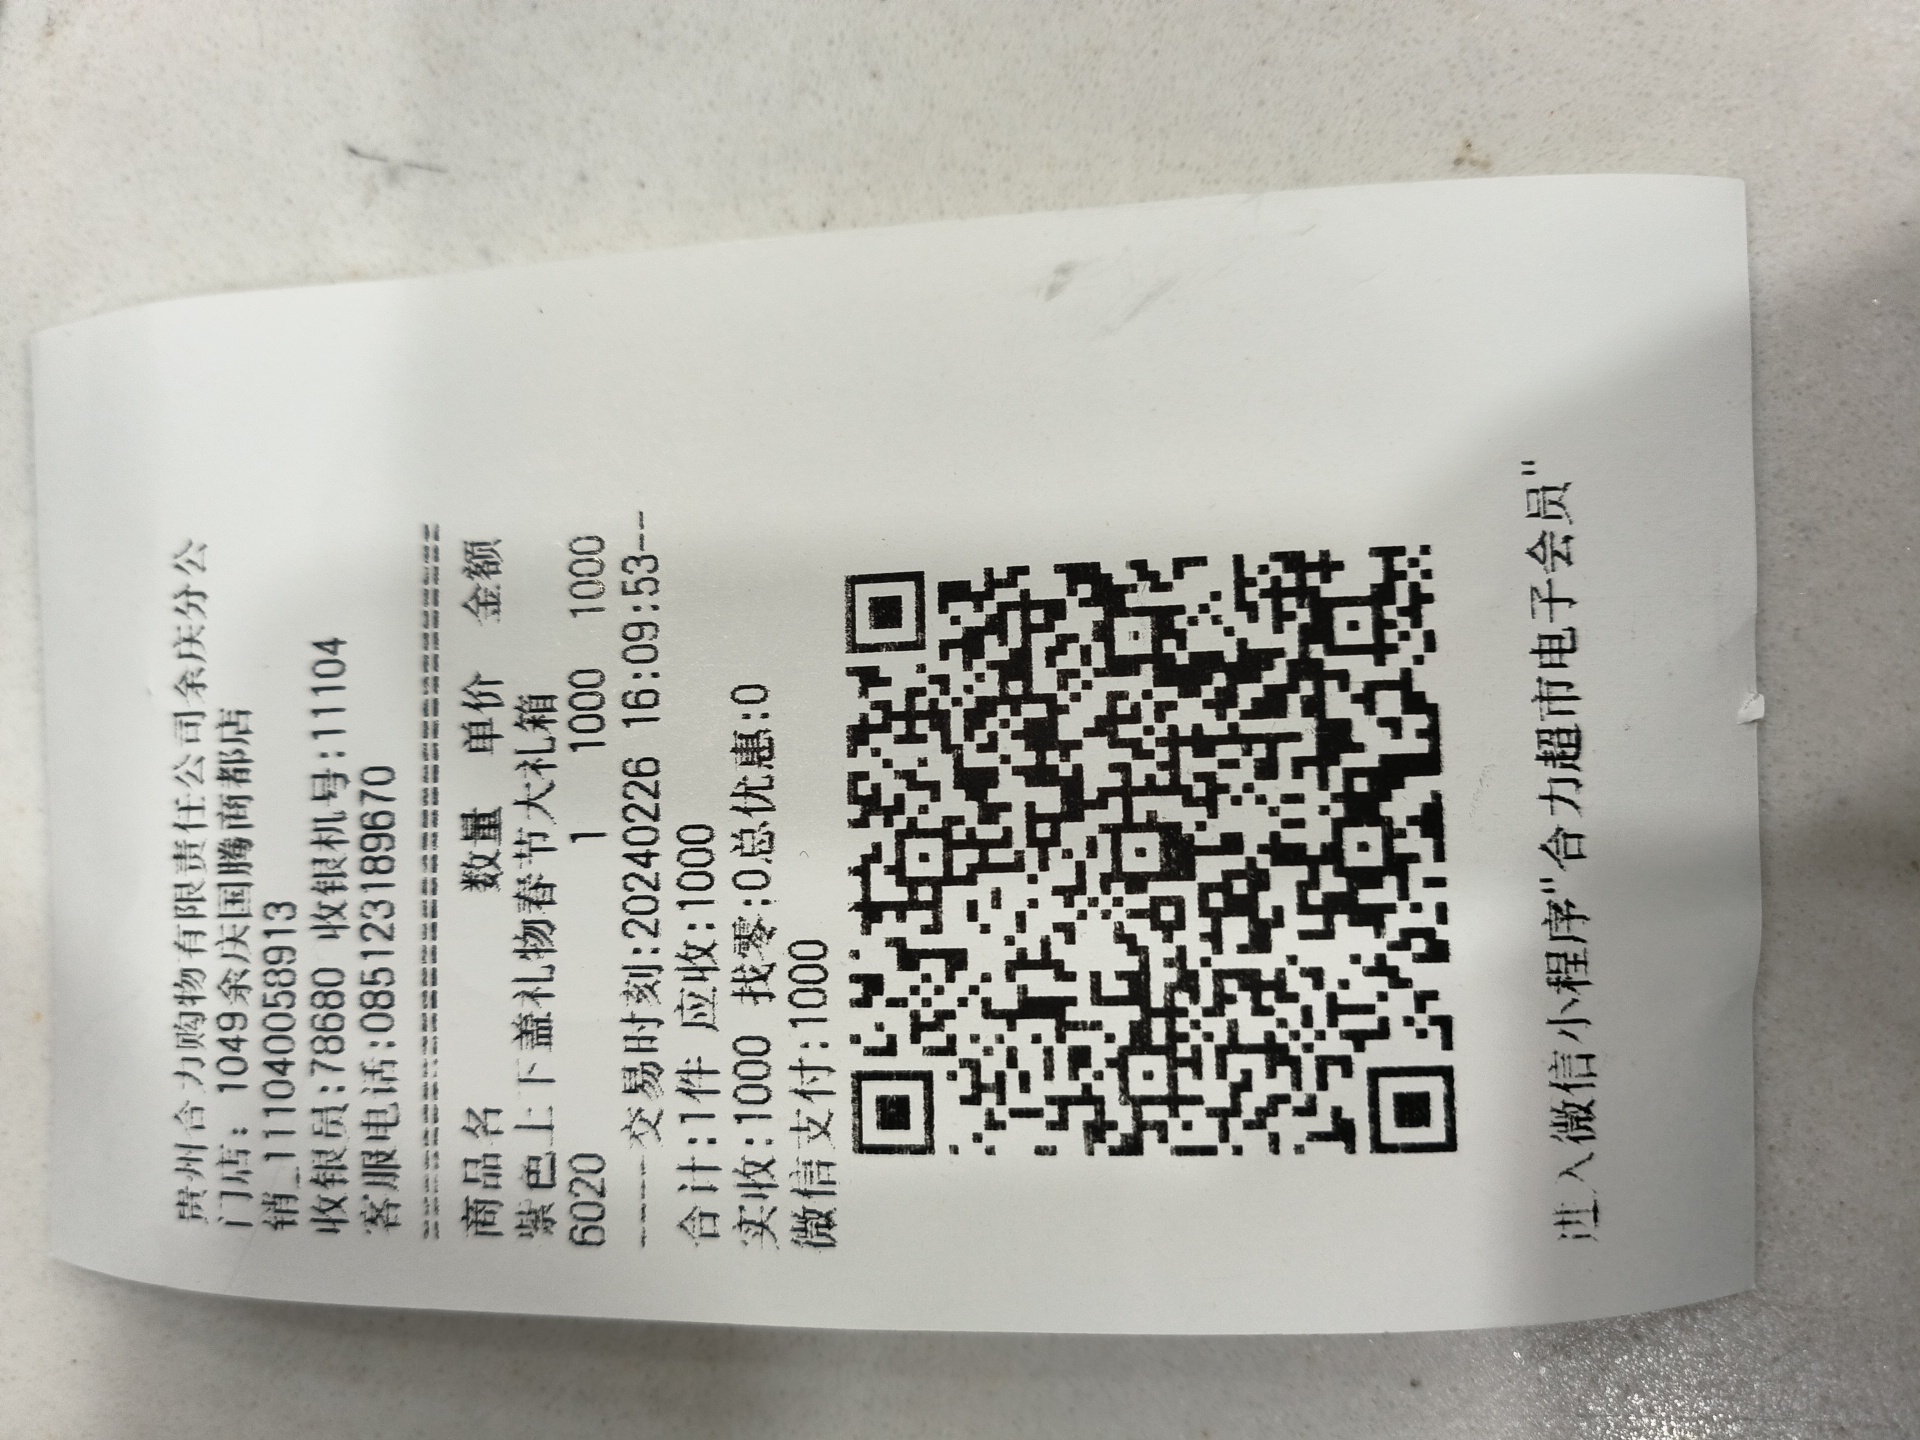 贵州合力购物有限责任公司余庆分公
门店: 1049余庆国腾商都店
销_1110400058913
收银员:788680 收银机号:11104
客服电话:085123189670
================================
商品名 数量 单价 金额
紫色上下盖礼物春节大礼箱
6020 1 1000 1000
----交易时刻:20240226 16:09:53--
合计:1件 应收:1000
实收:1000 找零:0总优惠:0
微信支付:1000
进入微信小程序"合力超市电子会员"